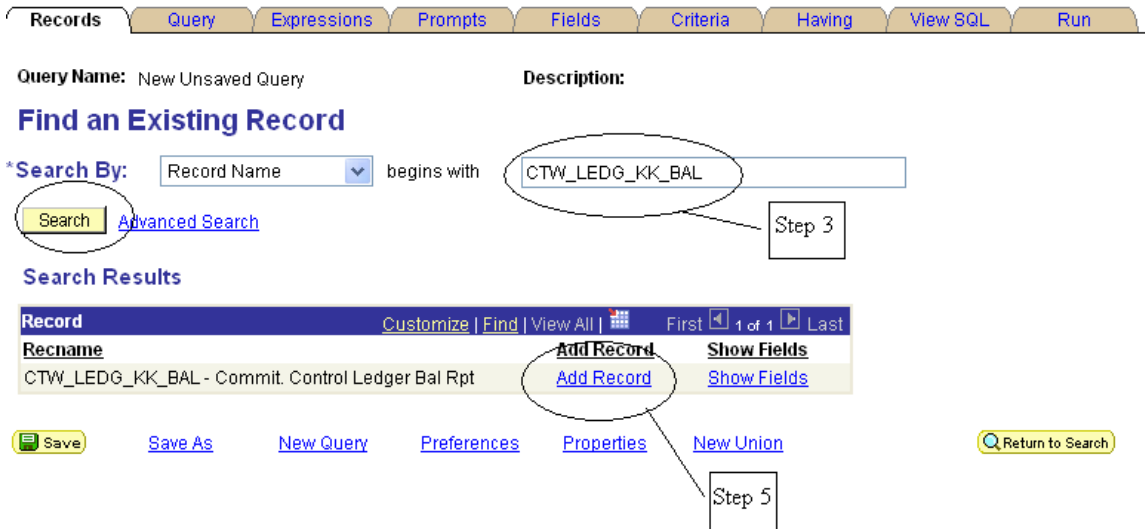 Records Query Expressions Prompts Fields Criteria Having View SQL Run
Query Name: New Unsaved Query Description:
Find an Existing Record
*Search By: Record Name begins with CTW_LEDG_KK_BAL
Search Advanced Search
Step 3
Search Results
Record Customize | Find | View All | First 1 of 1 Last
Recname Add Record Show Fields
CTW_LEDG_KK_BAL - Commit. Control Ledger Bal Rpt Add Record Show Fields
Save Save As New Query Preferences Properties New Union Return to Search
Step 5